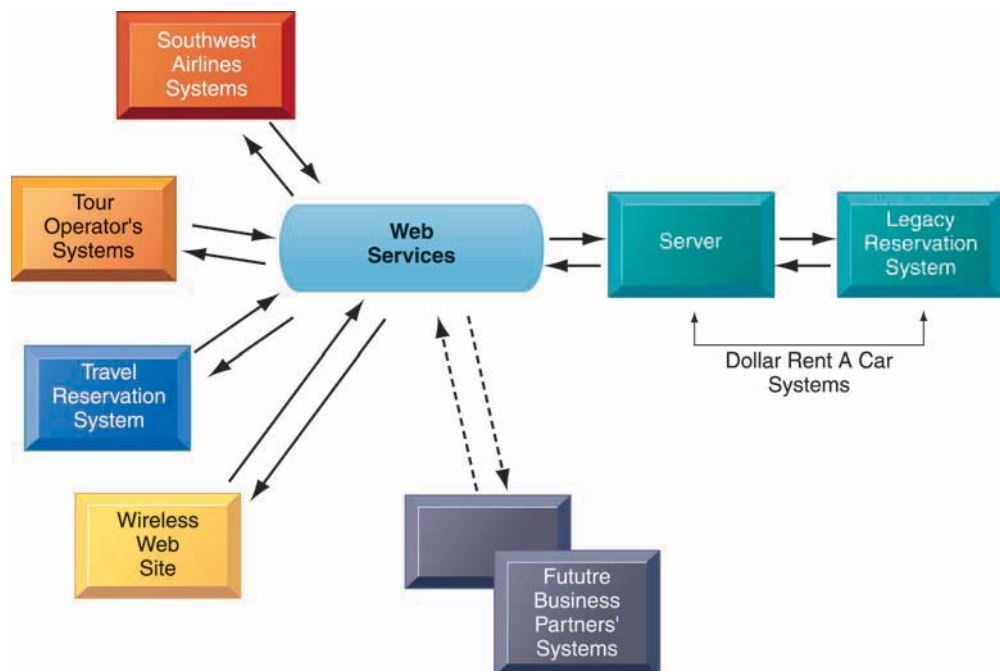 Southwest
Airlines
Systems
Tour
Operator's
Systems
Web
Services
Server
Legacy
Reservation
System
Dollar Rent A Car
Systems
Travel
Reservation
System
Wireless
Web
Site
Fututre
Business
Partners'
Systems